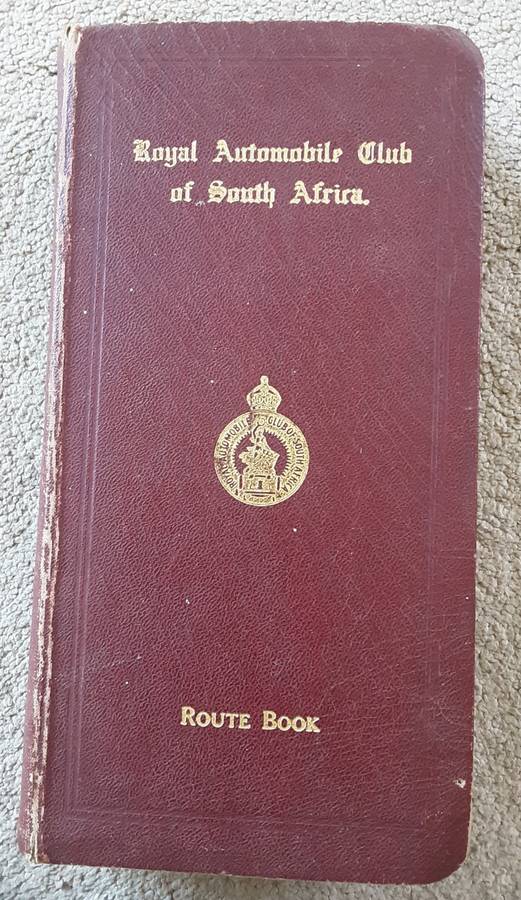 Royal Automobile Club
of South Africa.
ROYAL AUTOMOBILE CLUB OF SOUTH AFRICA
ROUTE BOOK